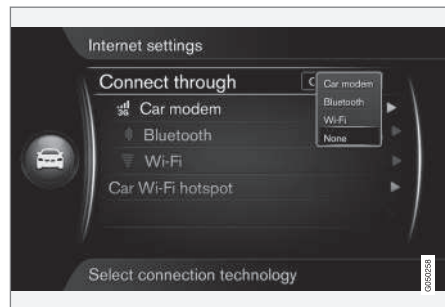 Internet settings
Connect through
Car modem
Bluetooth
Wi-Fi
None
3G Car modem
Bluetooth
Wi-Fi
Car Wi-Fi hotspot
Select connection technology
G050258